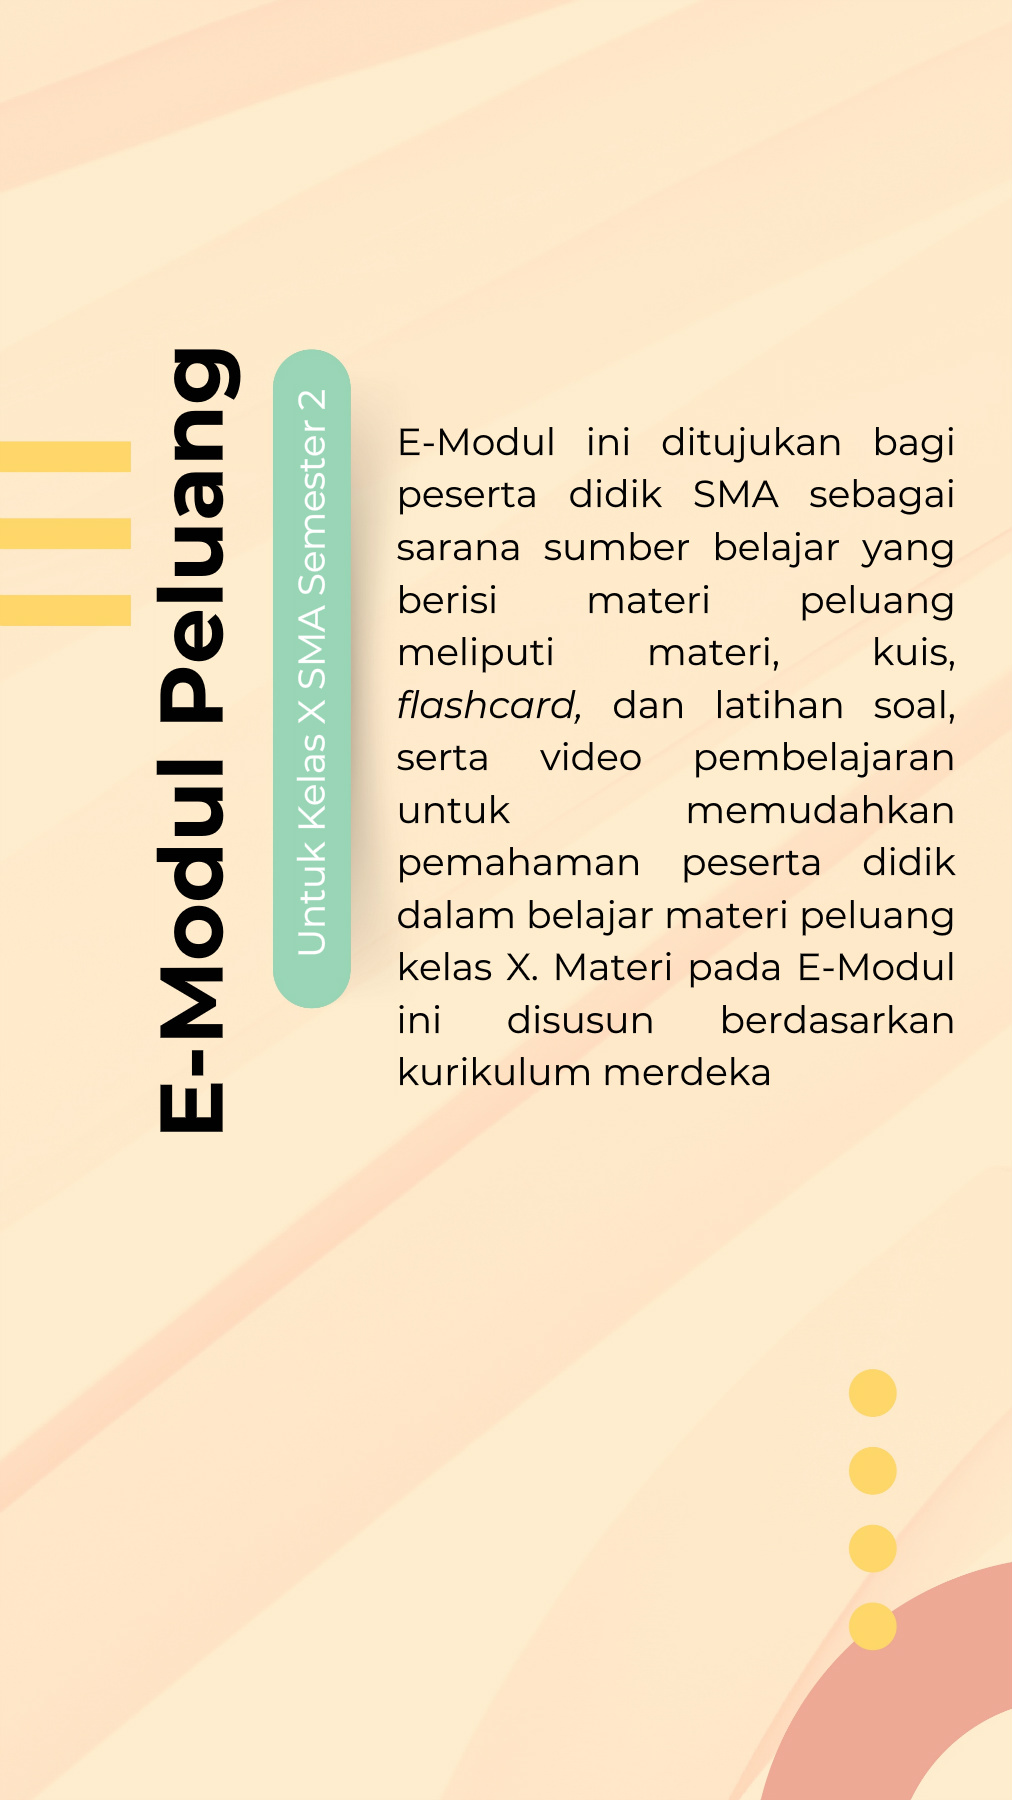 E-Modul Peluang
Untuk Kelas X SMA Semester 2
E-Modul ini ditujukan bagi
peserta didik SMA sebagai
sarana sumber belajar yang
berisi materi peluang
meliputi materi, kuis,
flashcard, dan latihan soal,
serta video pembelajaran
untuk memudahkan
pemahaman peserta didik
dalam belajar materi peluang
kelas X. Materi pada E-Modul
ini disusun berdasarkan
kurikulum merdeka